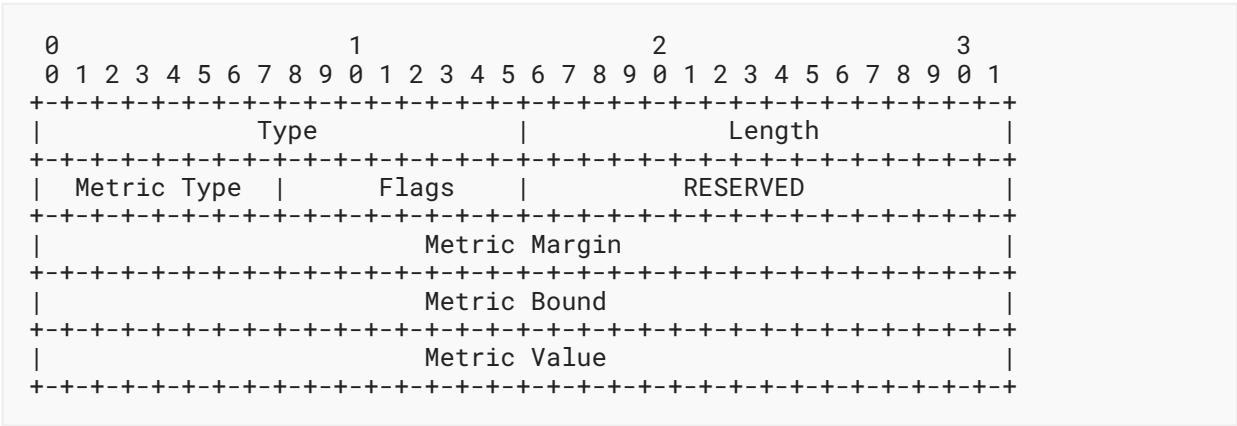 0                   1                   2                   3
 0 1 2 3 4 5 6 7 8 9 0 1 2 3 4 5 6 7 8 9 0 1 2 3 4 5 6 7 8 9 0 1
+-+-+-+-+-+-+-+-+-+-+-+-+-+-+-+-+-+-+-+-+-+-+-+-+-+-+-+-+-+-+-+-+
|              Type             |             Length            |
+-+-+-+-+-+-+-+-+-+-+-+-+-+-+-+-+-+-+-+-+-+-+-+-+-+-+-+-+-+-+-+-+
|  Metric Type  |      Flags    |          RESERVED             |
+-+-+-+-+-+-+-+-+-+-+-+-+-+-+-+-+-+-+-+-+-+-+-+-+-+-+-+-+-+-+-+-+
|                         Metric Margin                         |
+-+-+-+-+-+-+-+-+-+-+-+-+-+-+-+-+-+-+-+-+-+-+-+-+-+-+-+-+-+-+-+-+
|                         Metric Bound                          |
+-+-+-+-+-+-+-+-+-+-+-+-+-+-+-+-+-+-+-+-+-+-+-+-+-+-+-+-+-+-+-+-+
|                         Metric Value                          |
+-+-+-+-+-+-+-+-+-+-+-+-+-+-+-+-+-+-+-+-+-+-+-+-+-+-+-+-+-+-+-+-+